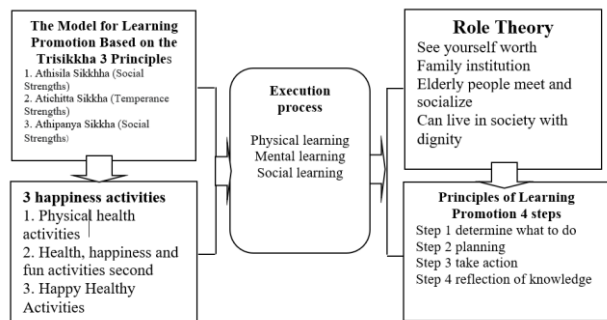 The Model for Learning
Promotion Based on the
Trisikkha 3 Principles
1. Athisila Sikkhha (Social
Strengths)
2. Atichitta Sikkha (Temperance
Strengths)
3. Athipanya Sikkha (Social
Strengths)
3 happiness activities
1. Physical health
activities
2. Health, happiness and
fun activities second
3. Happy Healthy
Activities
Execution
process
Physical learning
Mental learning
Social learning
Role Theory
See yourself worth
Family institution
Elderly people meet and
socialize
Can live in society with
dignity
Principles of Learning
Promotion 4 steps
Step 1 determine what to do
Step 2 planning
Step 3 take action
Step 4 reflection of knowledge